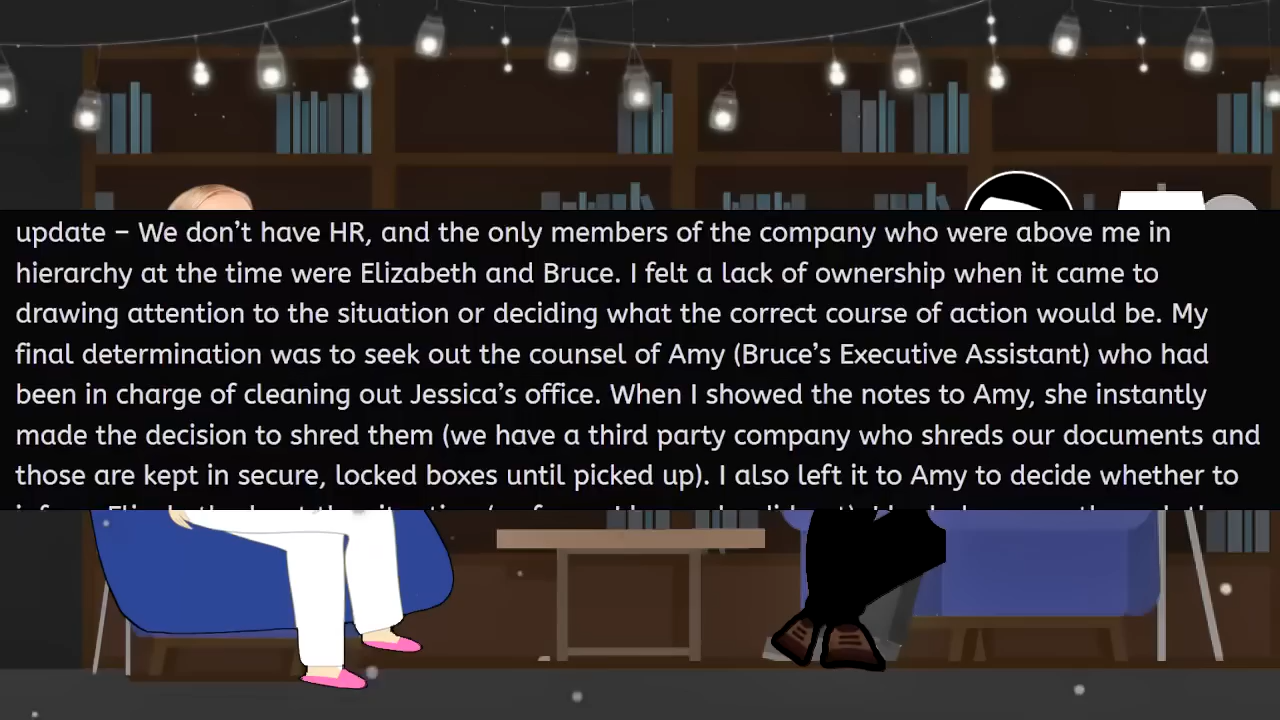 update – We don’t have HR, and the only members of the company who were above me in
hierarchy at the time were Elizabeth and Bruce. I felt a lack of ownership when it came to
drawing attention to the situation or deciding what the correct course of action would be. My
final determination was to seek out the counsel of Amy (Bruce’s Executive Assistant) who had
been in charge of cleaning out Jessica’s office. When I showed the notes to Amy, she instantly
made the decision to shred them (we have a third party company who shreds our documents and
those are kept in secure, locked boxes until picked up). I also left it to Amy to decide whether to